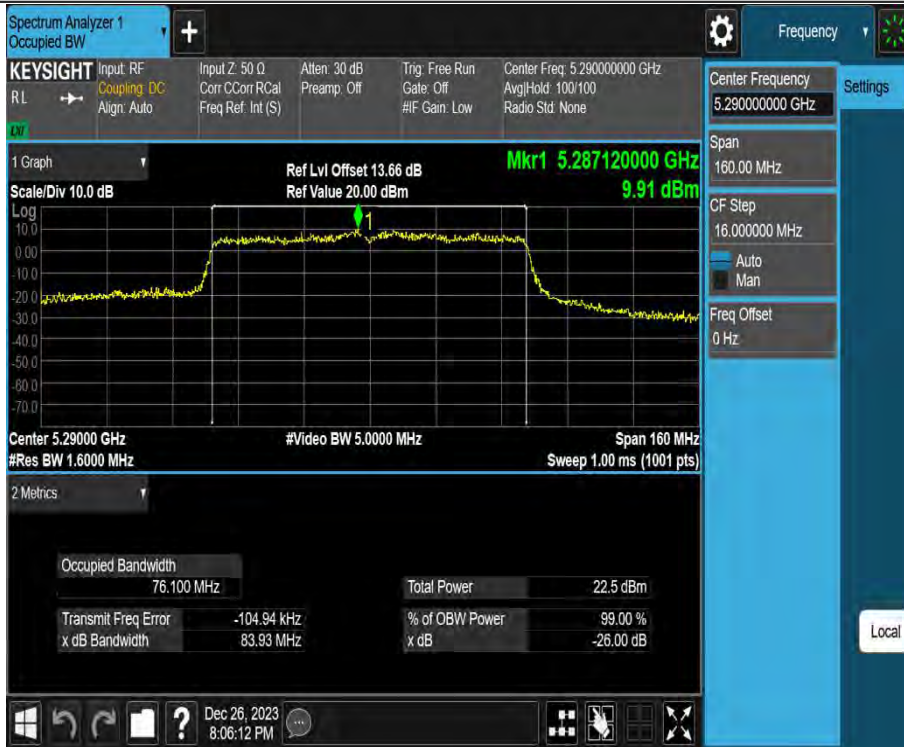 Spectrum Analyzer 1
Occupied BW
+
Frequency
KEYSIGHT
RL
LXI
Input: RF
Coupling: DC
Align: Auto
Input Z: 50 Ω
Corr CCorr RCal
Freq Ref: Int (S)
Atten: 30 dB
Preamp: Off
Trig: Free Run
Gate: Off
#IF Gain: Low
Center Freq: 5.290000000 GHz
Avg|Hold: 100/100
Radio Std: None
1 Graph
Scale/Div 10.0 dB
Ref Lvl Offset 13.66 dB
Ref Value 20.00 dBm
Mkr1 5.287120000 GHz
9.91 dBm
Log
10.0
0.00
-10.0
-20.0
-30.0
-40.0
-50.0
-60.0
-70.0
1
Center 5.29000 GHz
#Res BW 1.6000 MHz
#Video BW 5.0000 MHz
Span 160 MHz
Sweep 1.00 ms (1001 pts)
2 Metrics
Occupied Bandwidth
76.100 MHz
Total Power 22.5 dBm
Transmit Freq Error -104.94 kHz
% of OBW Power 99.00 %
x dB Bandwidth 83.93 MHz
x dB -26.00 dB
Center Frequency
5.290000000 GHz
Settings
Span
160.00 MHz
CF Step
16.000000 MHz
Auto
Man
Freq Offset
0 Hz
Local
?
Dec 26, 2023
8:06:12 PM